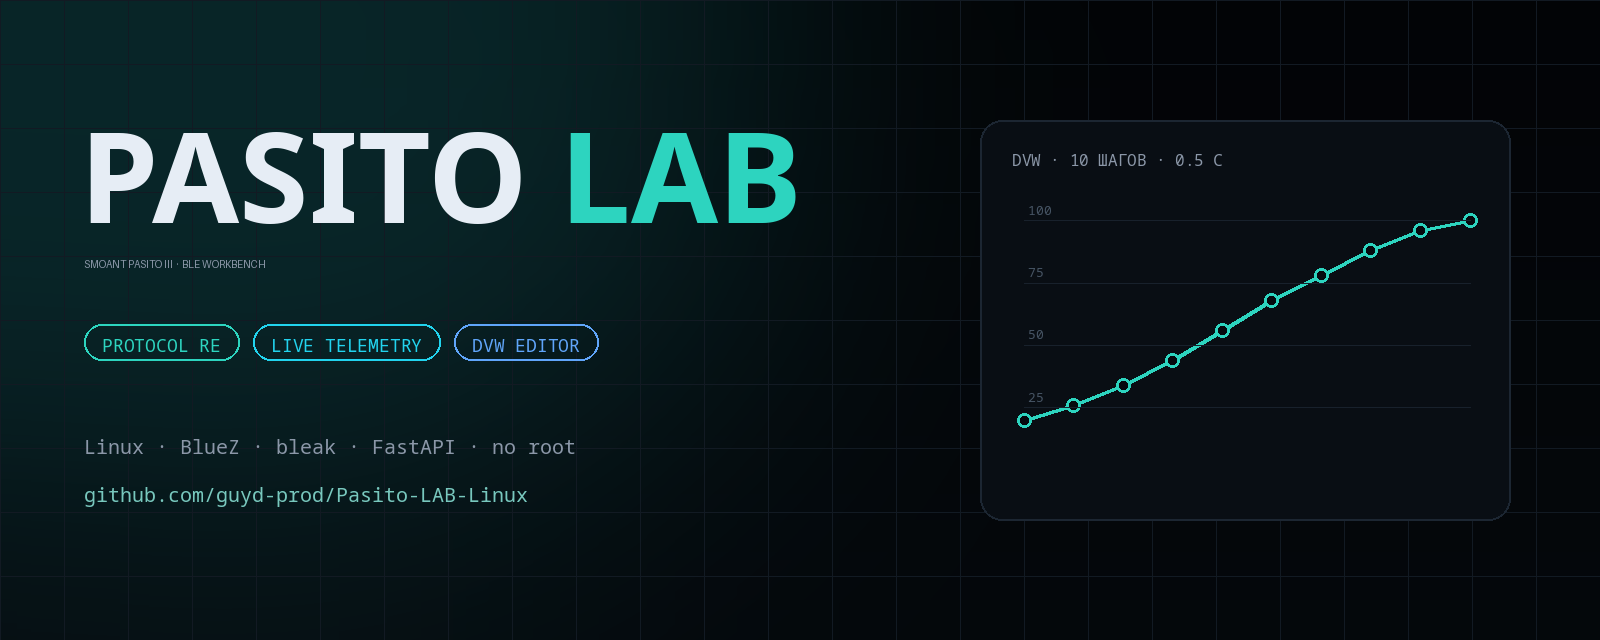 PASITO LAB
SMOANT PASITO III · BLE WORKBENCH
PROTOCOL RE
LIVE TELEMETRY
DVW EDITOR
Linux · BlueZ · bleak · FastAPI · no root
github.com/guyd-prod/Pasito-LAB-Linux
DVW · 10 ШАГОВ · 0.5 С
100
75
50
25